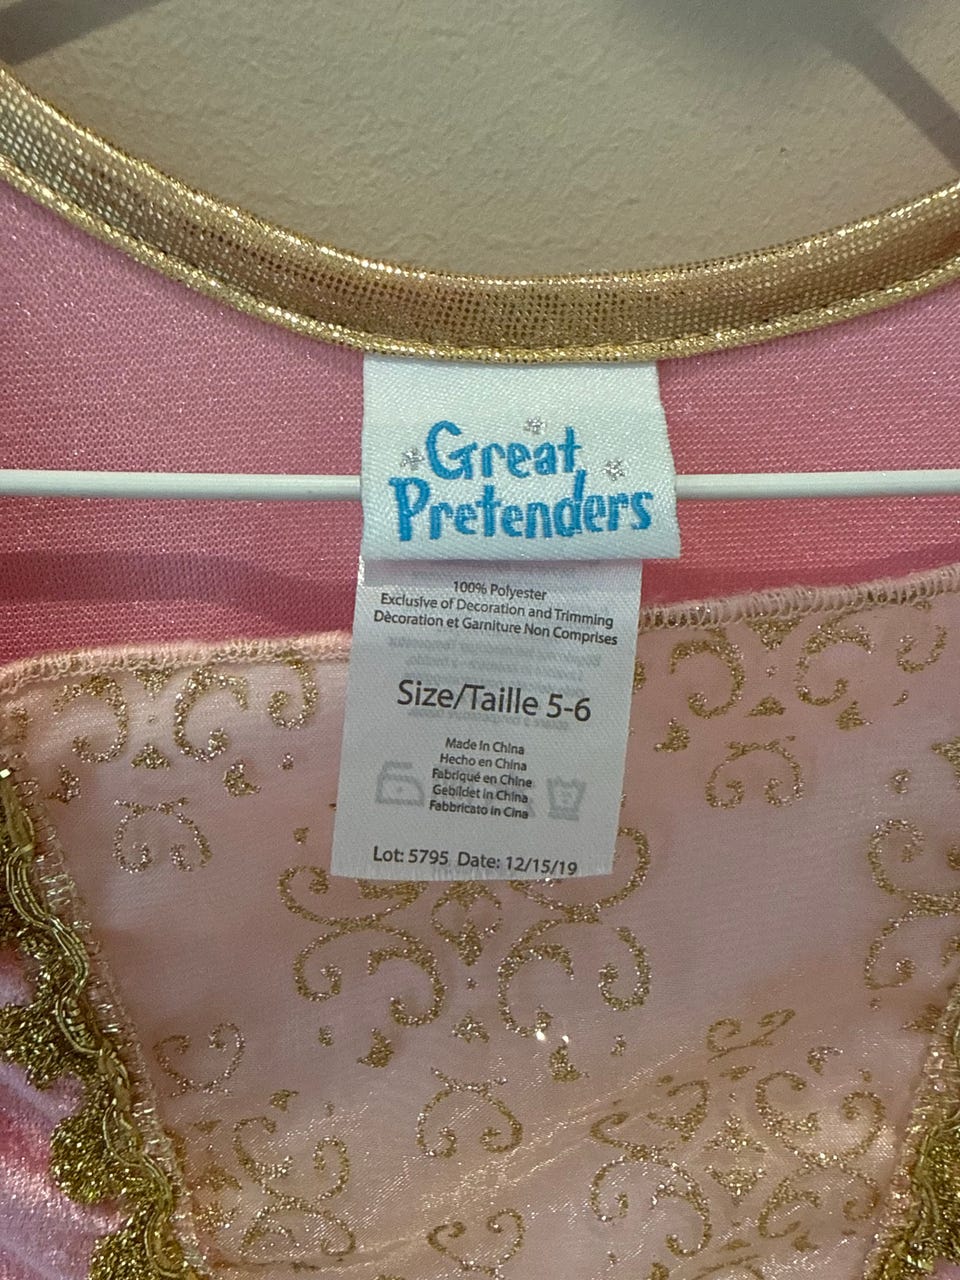 Great
Pretenders
100% Polyester
Exclusive of Decoration and Trimming
Dècoration et Garniture Non Comprises
Size/Taille 5-6
Made In China
Hecho en China
Fabriqué en Chine
Gebildet in China
Fabbricato in Cina
Lot: 5795 Date: 12/15/19